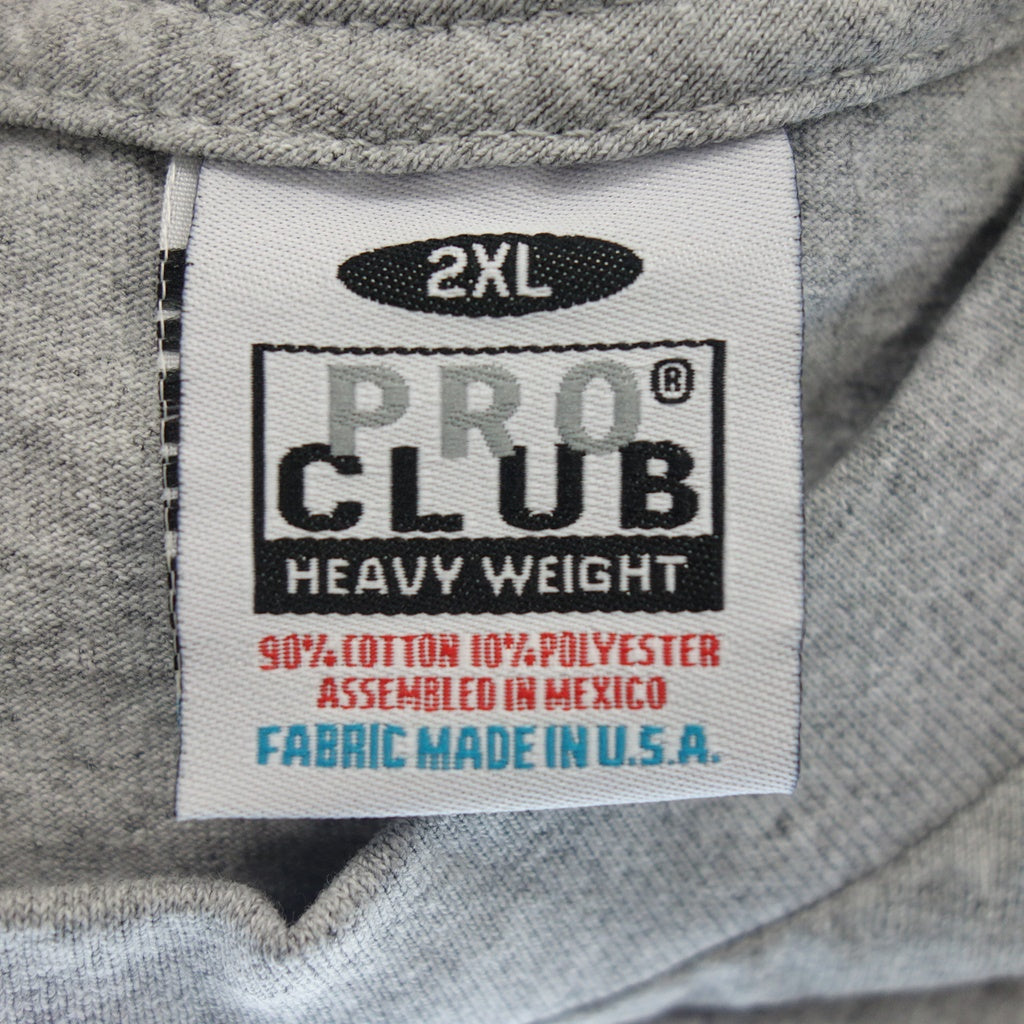 2XL
PRO®
CLUB
HEAVY WEIGHT
90% COTTON 10% POLYESTER
ASSEMBLED IN MEXICO
FABRIC MADE IN U.S.A.